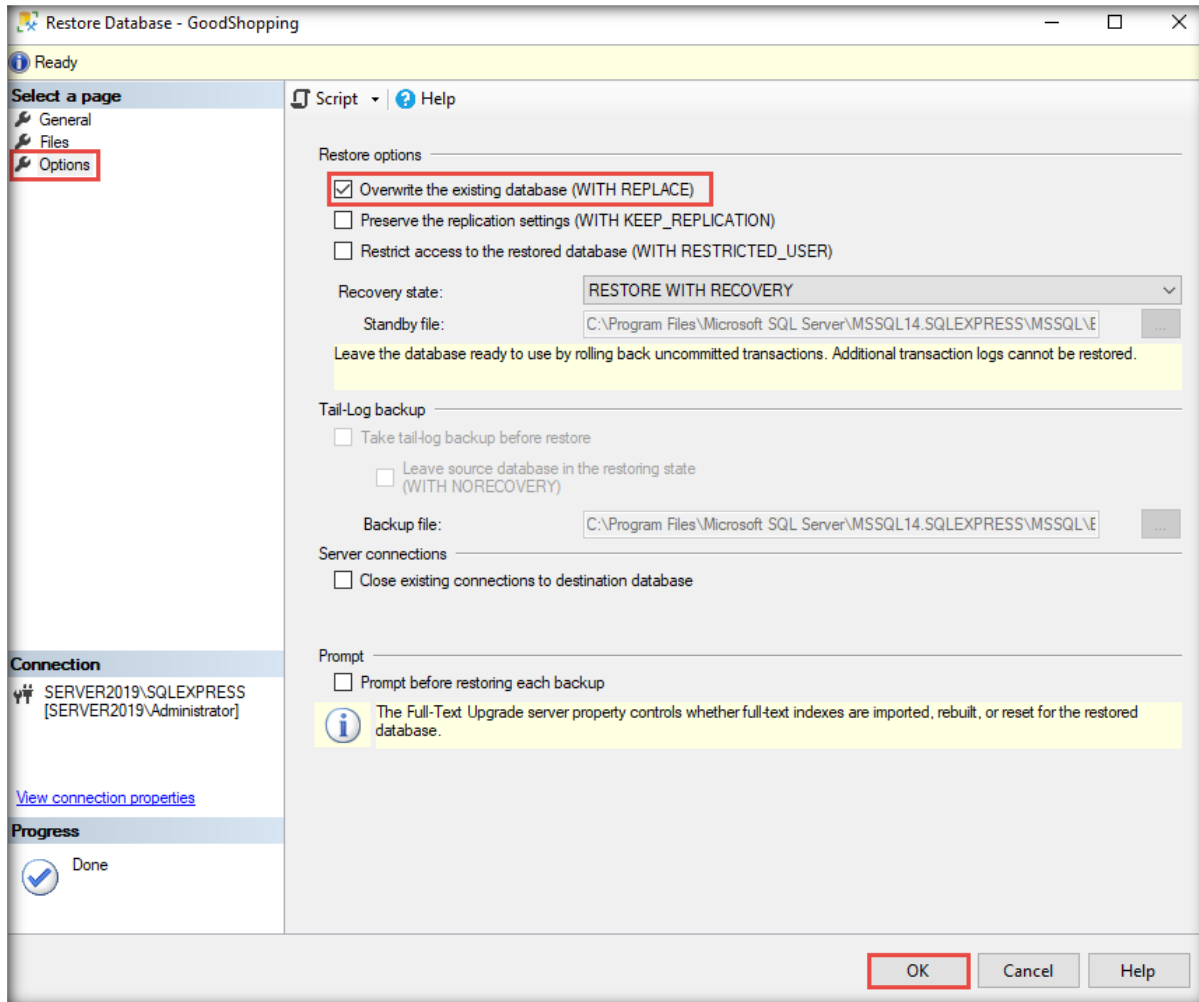 Restore Database - GoodShopping
Ready
Select a page
General
Files
Options
Script
Help
Restore options
Overwrite the existing database (WITH REPLACE)
Preserve the replication settings (WITH KEEP_REPLICATION)
Restrict access to the restored database (WITH RESTRICTED_USER)
Recovery state:
RESTORE WITH RECOVERY
Standby file:
C:\Program Files\Microsoft SQL Server\MSSQL14.SQLEXPRESS\MSSQL\
Leave the database ready to use by rolling back uncommitted transactions. Additional transaction logs cannot be restored.
Tail-Log backup
Take tail-log backup before restore
Leave source database in the restoring state
(WITH NORECOVERY)
Backup file:
C:\Program Files\Microsoft SQL Server\MSSQL14.SQLEXPRESS\MSSQL\
Server connections
Close existing connections to destination database
Prompt
Prompt before restoring each backup
The Full-Text Upgrade server property controls whether full-text indexes are imported, rebuilt, or reset for the restored
database.
Connection
SERVER2019\SQLEXPRESS
[SERVER2019\Administrator]
View connection properties
Progress
Done
OK
Cancel
Help